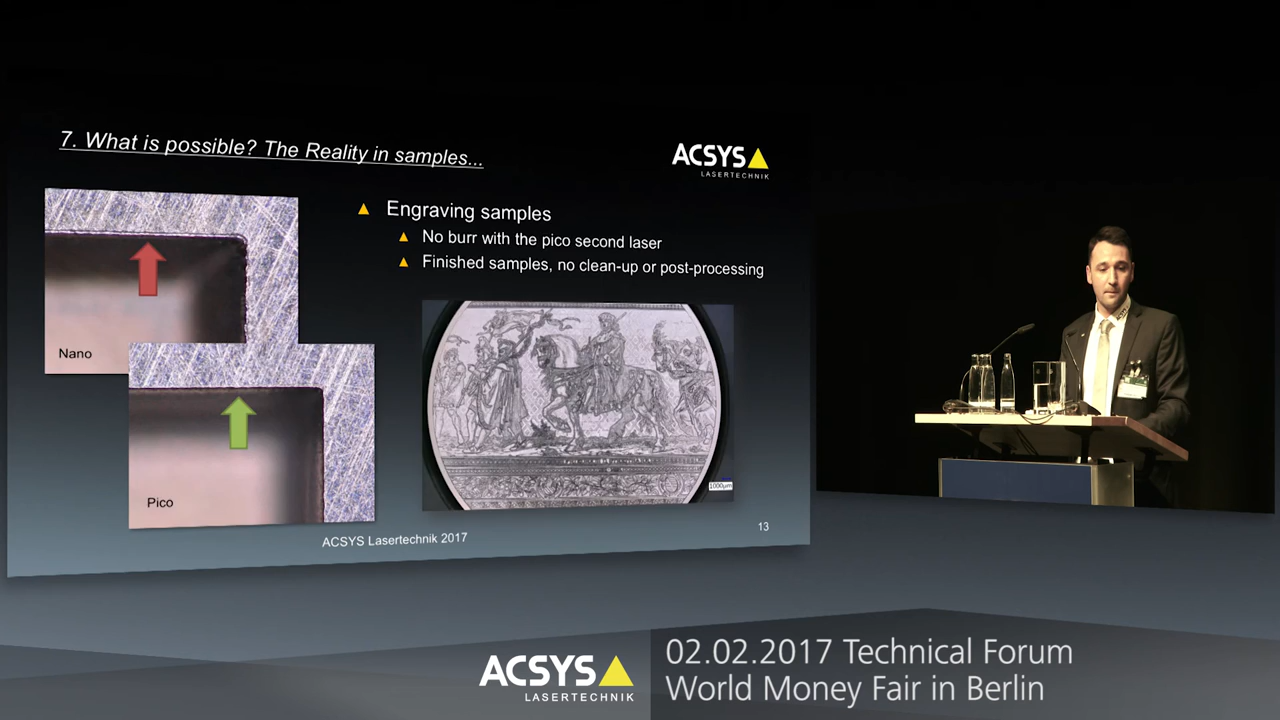 7. What is possible? The Reality in samples...
ACSYS
LASERTECHNIK
Engraving samples
No burr with the pico second laser
Finished samples, no clean-up or post-processing
Nano
Pico
1000µm
ACSYS Lasertechnik 2017
13
ACSYS
LASERTECHNIK
02.02.2017 Technical Forum
World Money Fair in Berlin